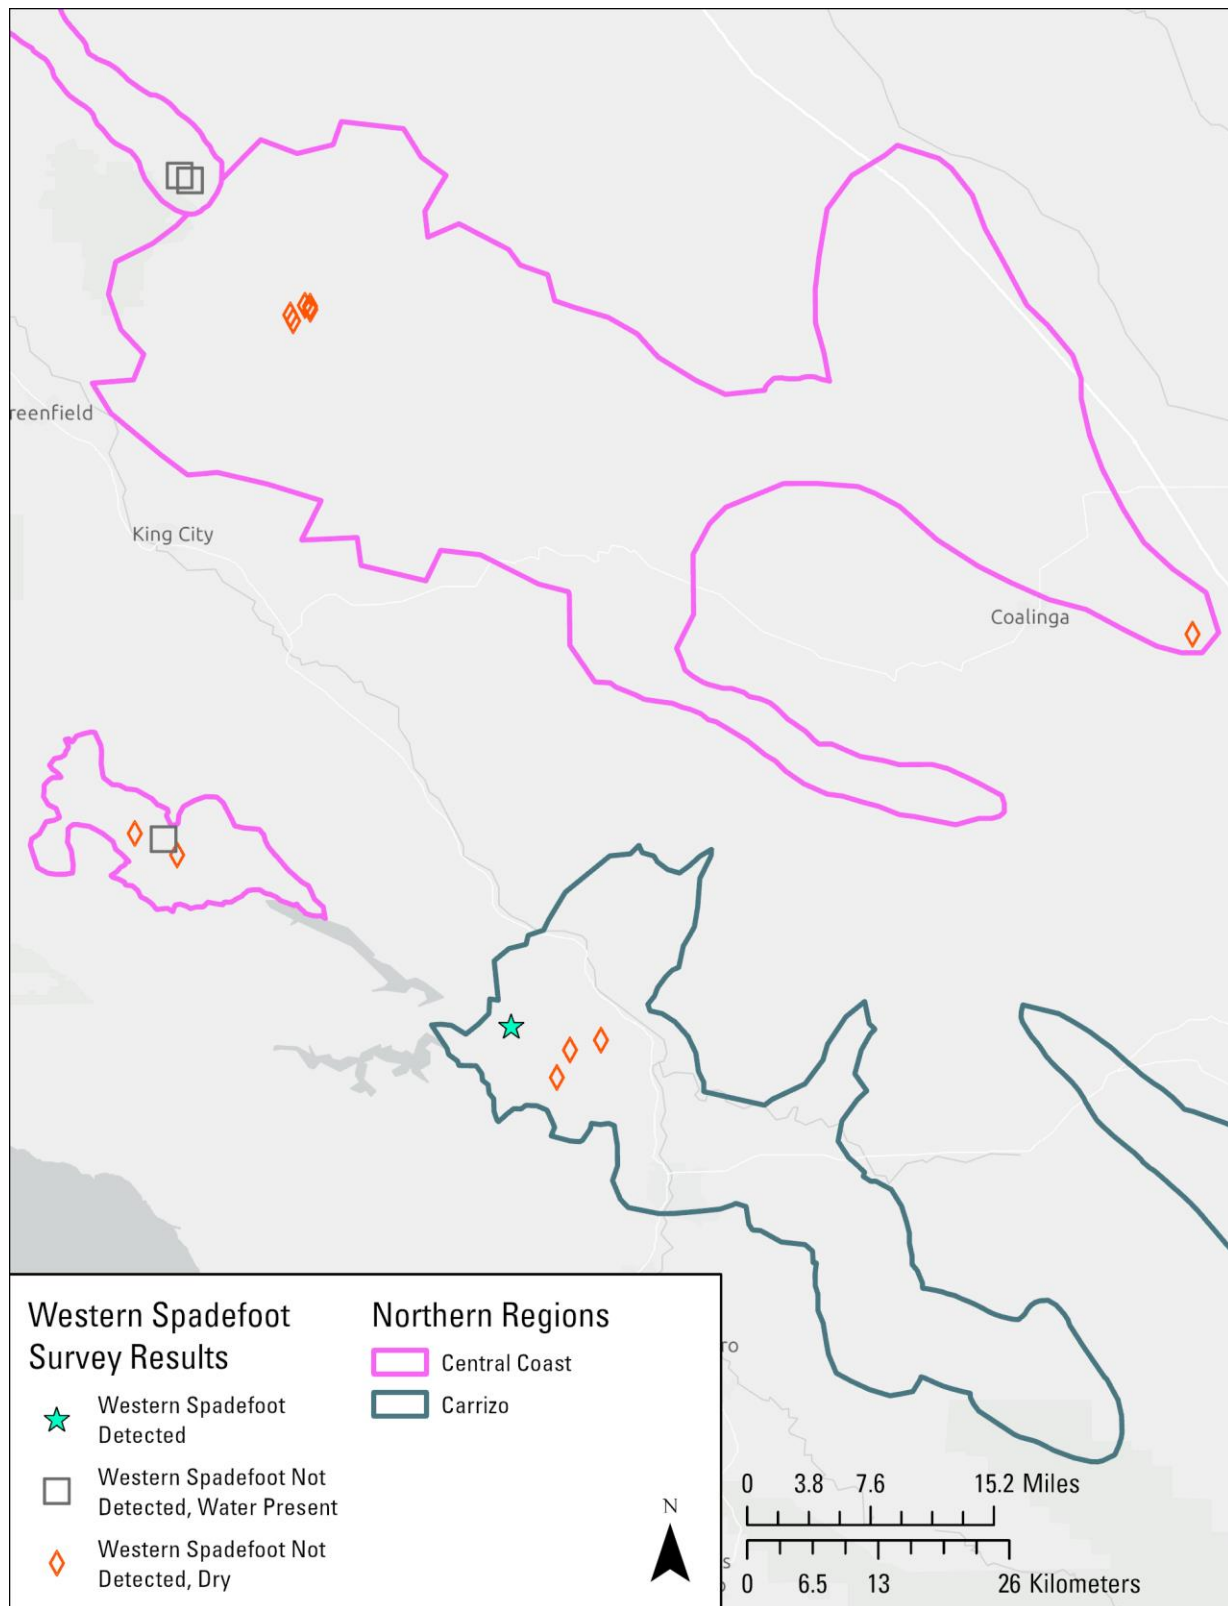 reenfield
King City
Coalinga
Western Spadefoot
Survey Results
Western Spadefoot
Detected
Western Spadefoot Not
Detected, Water Present
Western Spadefoot Not
Detected, Dry
Northern Regions
Central Coast
Carrizo
N
ro
0 3.8 7.6 15.2 Miles
s
0 6.5 13 26 Kilometers